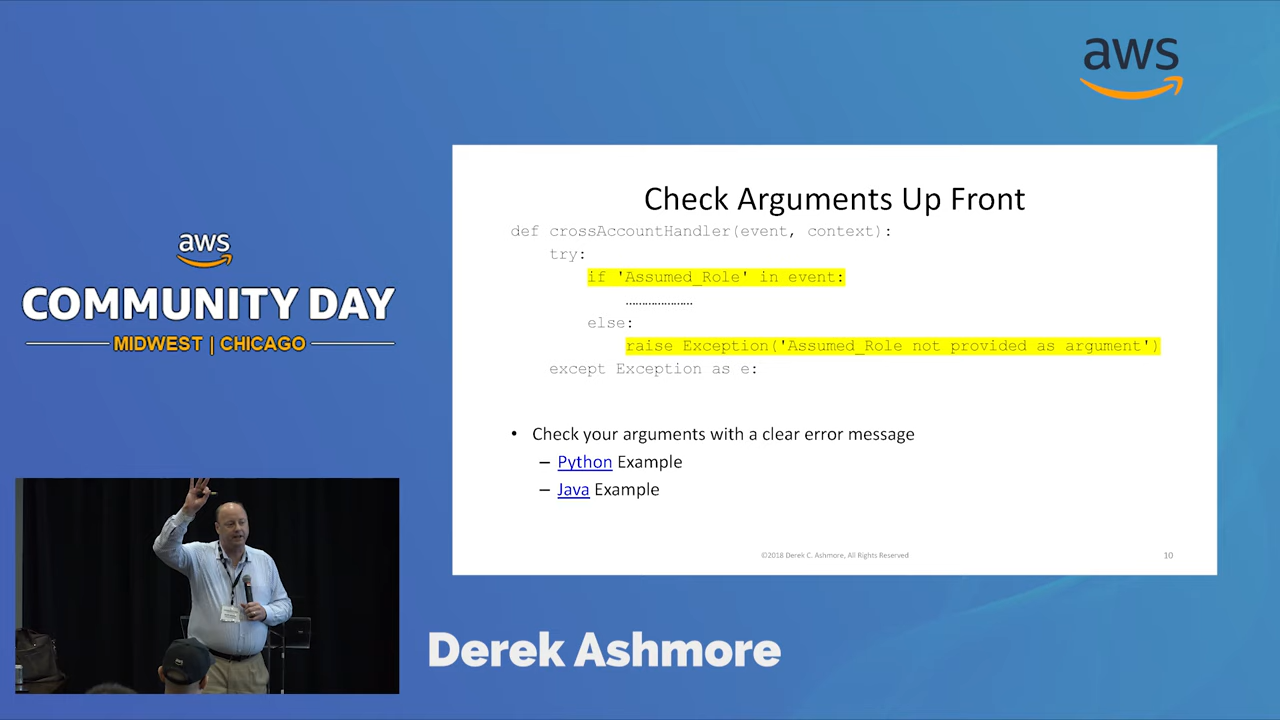 aws
aws
COMMUNITY DAY
MIDWEST | CHICAGO
Check Arguments Up Front
def crossAccountHandler(event, context):
try:
if 'Assumed_Role' in event:
…………………
else:
raise Exception('Assumed_Role not provided as argument')
except Exception as e:
• Check your arguments with a clear error message
– Python Example
– Java Example
©2018 Derek C. Ashmore, All Rights Reserved
10
Derek Ashmore